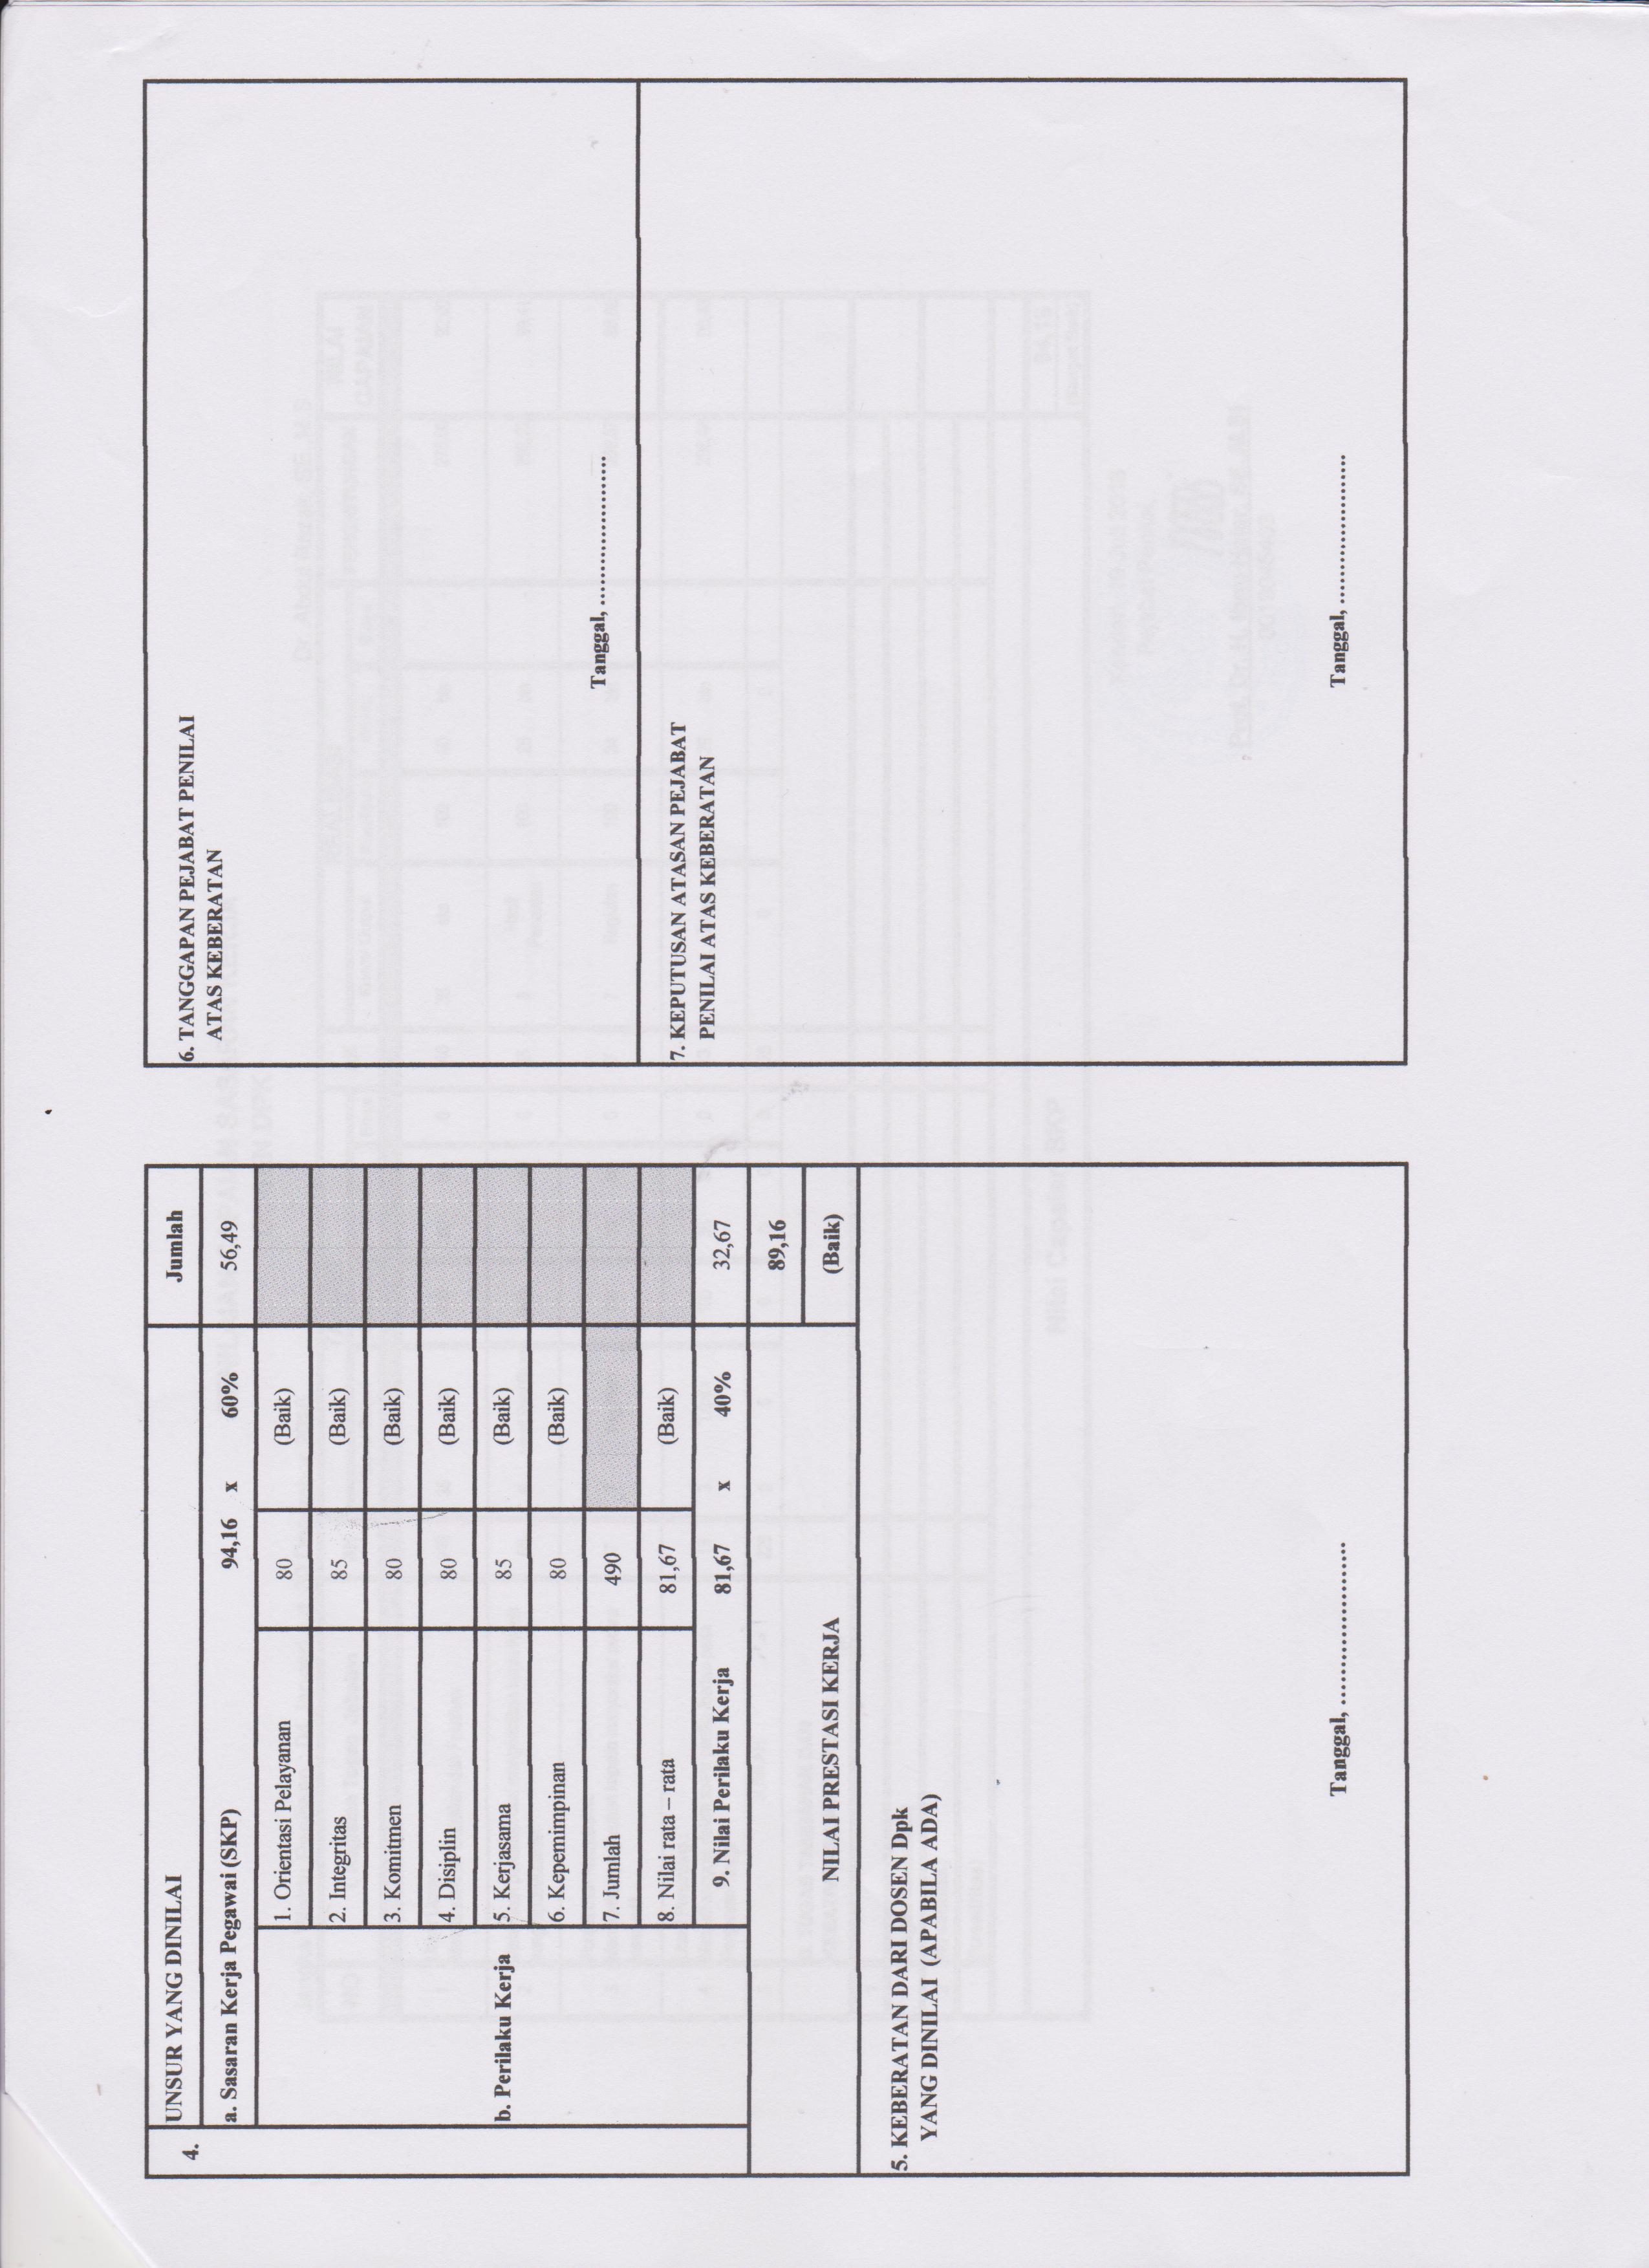 4.
UNSUR YANG DINILAI
Jumlah
a. Sasaran Kerja Pegawai (SKP) 94,16 x 60% 56,49
b. Perilaku Kerja
1. Orientasi Pelayanan 80 (Baik)
2. Integritas 85 (Baik)
3. Komitmen 80 (Baik)
4. Disiplin 80 (Baik)
5. Kerjasama 85 (Baik)
6. Kepemimpinan 80 (Baik)
7. Jumlah 490
8. Nilai rata – rata 81,67 (Baik)
9. Nilai Perilaku Kerja 81,67 x 40% 32,67
NILAI PRESTASI KERJA
89,16
(Baik)
5. KEBERATAN DARI DOSEN Dpk
YANG DINILAI (APABILA ADA)
Tanggal, ........................
6. TANGGAPAN PEJABAT PENILAI
ATAS KEBERATAN
Tanggal, ......................
7. KEPUTUSAN ATASAN PEJABAT
PENILAI ATAS KEBERATAN
Tanggal, ......................